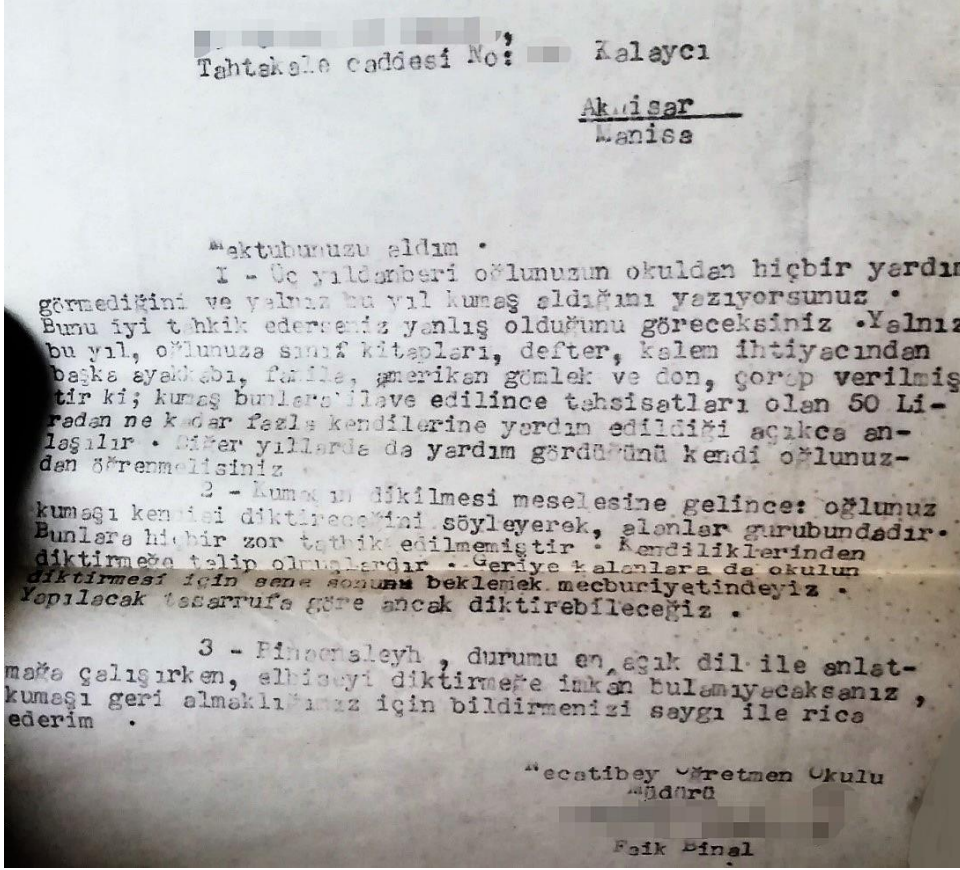 Tahtakale caddesi No: Kalaycı
Akhisar
Manisa
Mektubunuzu aldım .
I - Üç yıldanberi oğlunuzun okuldan hiçbir yardım
görmediğini ve yalnız bu yıl kumaş aldığını yazıyorsunuz .
Bunu iyi tahkik ederseniz yanlış olduğunu göreceksiniz .Yalnız
bu yıl, oğlunuza sınıf kitapları, defter, kalem ihtiyacından
başka ayakkabı, fanila, amerikan gömlek ve don, çorap verilmiş
tir ki; kumaş bunlara ilave edilince tahsisatları olan 50 Li-
radan ne kadar fazla kendilerine yardım edildiği açıkca an-
laşılır . Diğer yıllarda da yardım gördüğünü kendi oğlunuz-
dan öğrenmelisiniz
2 - Kumaşın dikilmesi meselesine gelince: oğlunuz
kumaşı kendisi diktireceğini söyleyerek, alanlar gurubundadır.
Bunlara hiçbir zor tatbik edilmemiştir . Kendiliklerinden
diktirmeğe talip olmuşlardır . Geriye kalanlara da okulun
diktirmesi için sene sonunu beklemek mecburiyetindeyiz .
Yapılacak tasarrufa göre ancak diktirebileceğiz .
3 - Binaenaleyh , durumu en açık dil ile anlat-
mağa çalışırken, elbiseyi diktirmeğe imkan bulamıyacaksanız ,
kumaşı geri almaklığımız için bildirmenizi saygı ile rica
ederim .
Necatibey Öğretmen Okulu
Müdürü
Faik Binal